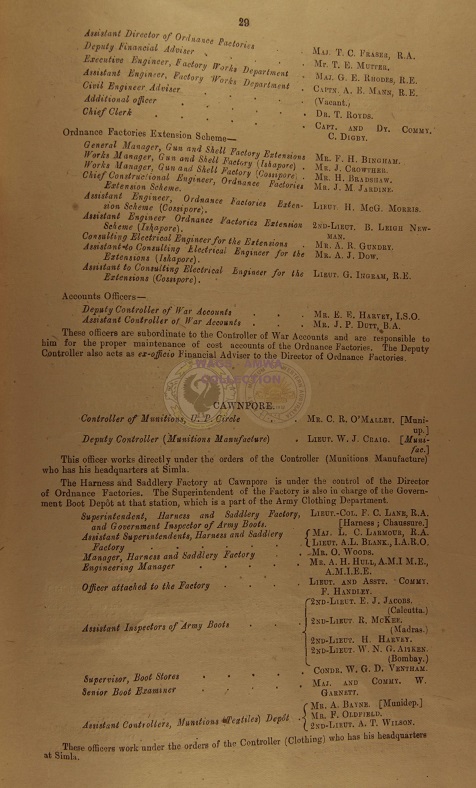 29
Assistant Director of Ordnance Factories . MAJ. T. C. FRASER, R.A.
Deputy Financial Adviser . . . MR. T. E. MUFFER.
Executive Engineer, Factory Works Department . MAJ. G. E. RHODES, R.E.
Assistant Engineer, Factory Works Department . CAPTN. A. E. MANN, R.E.
Civil Engineer Adviser . . . (Vacant.)
Additional officer . . . . DR. T. ROYDS.
Chief Clerk . . . . CAPT. AND DY. COMMY.
C. DIGBY.
Ordnance Factories Extension Scheme—
General Manager, Gun and Shell Factory Extensions MR. F. H. BINGHAM.
Works Manager, Gun and Shell Factory (Ishapore) . MR. J. CROWTHER.
Works Manager, Gun and Shell Factory (Cossipore) . MR. H. BRADSHAW.
Chief Constructional Engineer, Ordnance Factories MR. J. M JARDINE.
Extension Scheme.
Assistant Engineer, Ordnance Factories Exten- LIEUT H. McG. MORRIS.
sion Scheme (Cossipore).
Assistant Engineer Ordnance Factories Extension 2ND-LIEUT. B. LEIGH NEW-
Scheme (Ishapore). MAN.
Consulting Electrical Engineer for the Extensions . MR. A. R. GUNDRY.
Assistant to Consulting Electrical Engineer for the MR. A. J. DOW.
Extensions (Ishapore).
Assistant to Consulting Electrical Engineer for the LIEUT. G. INGRAM, R.E.
Extensions (Cossipore).
Accounts Officers—
Deputy Controller of War Accounts . . . MR. E. E. HARVEY, I.S.O.
Assistant Controller of War Accounts . . . MR. J. P. DUTT, B.A.
These officers are subordinate to the Controller of War Accounts and are responsible to
him for the proper maintenance of cost accounts of the Ordnance Factories. The Deputy
Controller also acts as ex-officio Financial Adviser to the Director of Ordnance Factories.
COLLECTION
CAWNPORE.
Controller of Munitions, U. P. Circle . . MR. C. R. O'MALLEY. [Muni-
up.]
Deputy Controller (Munitions Manufacture) . LIEUT. W. J. CRAIG. [Muni-
fac.]
This officer works directly under the orders of the Controller (Munitions Manufacture)
who has his headquarters at Simla.
The Harness and Saddlery Factory at Cawnpore is under the control of the Director
of Ordnance Factories. The Superintendent of the Factory is also in charge of the Govern-
ment Boot Depôt at that station, which is a part of the Army Clothing Department.
Superintendent, Harness and Saddlery Factory, LIEUT.-COL. F. C. LANE, R.A.
and Government Inspector of Army Boots. [Harness ; Chaussure.]
Assistant Superintendents, Harness and Saddlery { MAJ. L. C. LARMOUR, R.A.
Factory . . . . LIEUT. A.L. BLANK., I.A.R.O.
Manager, Harness and Saddlery Factory . . MR. O. WOODS.
Engineering Manager . . . . MR. A. H. HULL, A.M.I M.E.,
A.M.I.E.E.
Officer attached to the Factory . . . LIEUT. AND ASSTT. COMMY.
F. HANDLEY.
2ND-LIEUT. E. J. JACOBS.
(Calcutta.)
2ND-LIEUT R. McKEE.
(Madras.)
Assistant Inspectors of Army Boots . . { 2ND-LIEUT. H. HARVEY.
2ND-LIEUT. W. N. G. AITKEN.
(Bombay.)
CONDR. W. G. D. VENTHAM.
Supervisor, Boot Stores . . . . MAJ. AND COMMY. W.
Senior Boot Examiner . . . . GARNETT.
MR. A. BAYNE. [Munidep.]
Assistant Controllers, Munitions (Textiles) Depôt . { MR. F. OLDFIELD.
2ND-LIEUT. A. T. WILSON.
These officers work under the orders of the Controller (Clothing) who has his headquarters
at Simla.